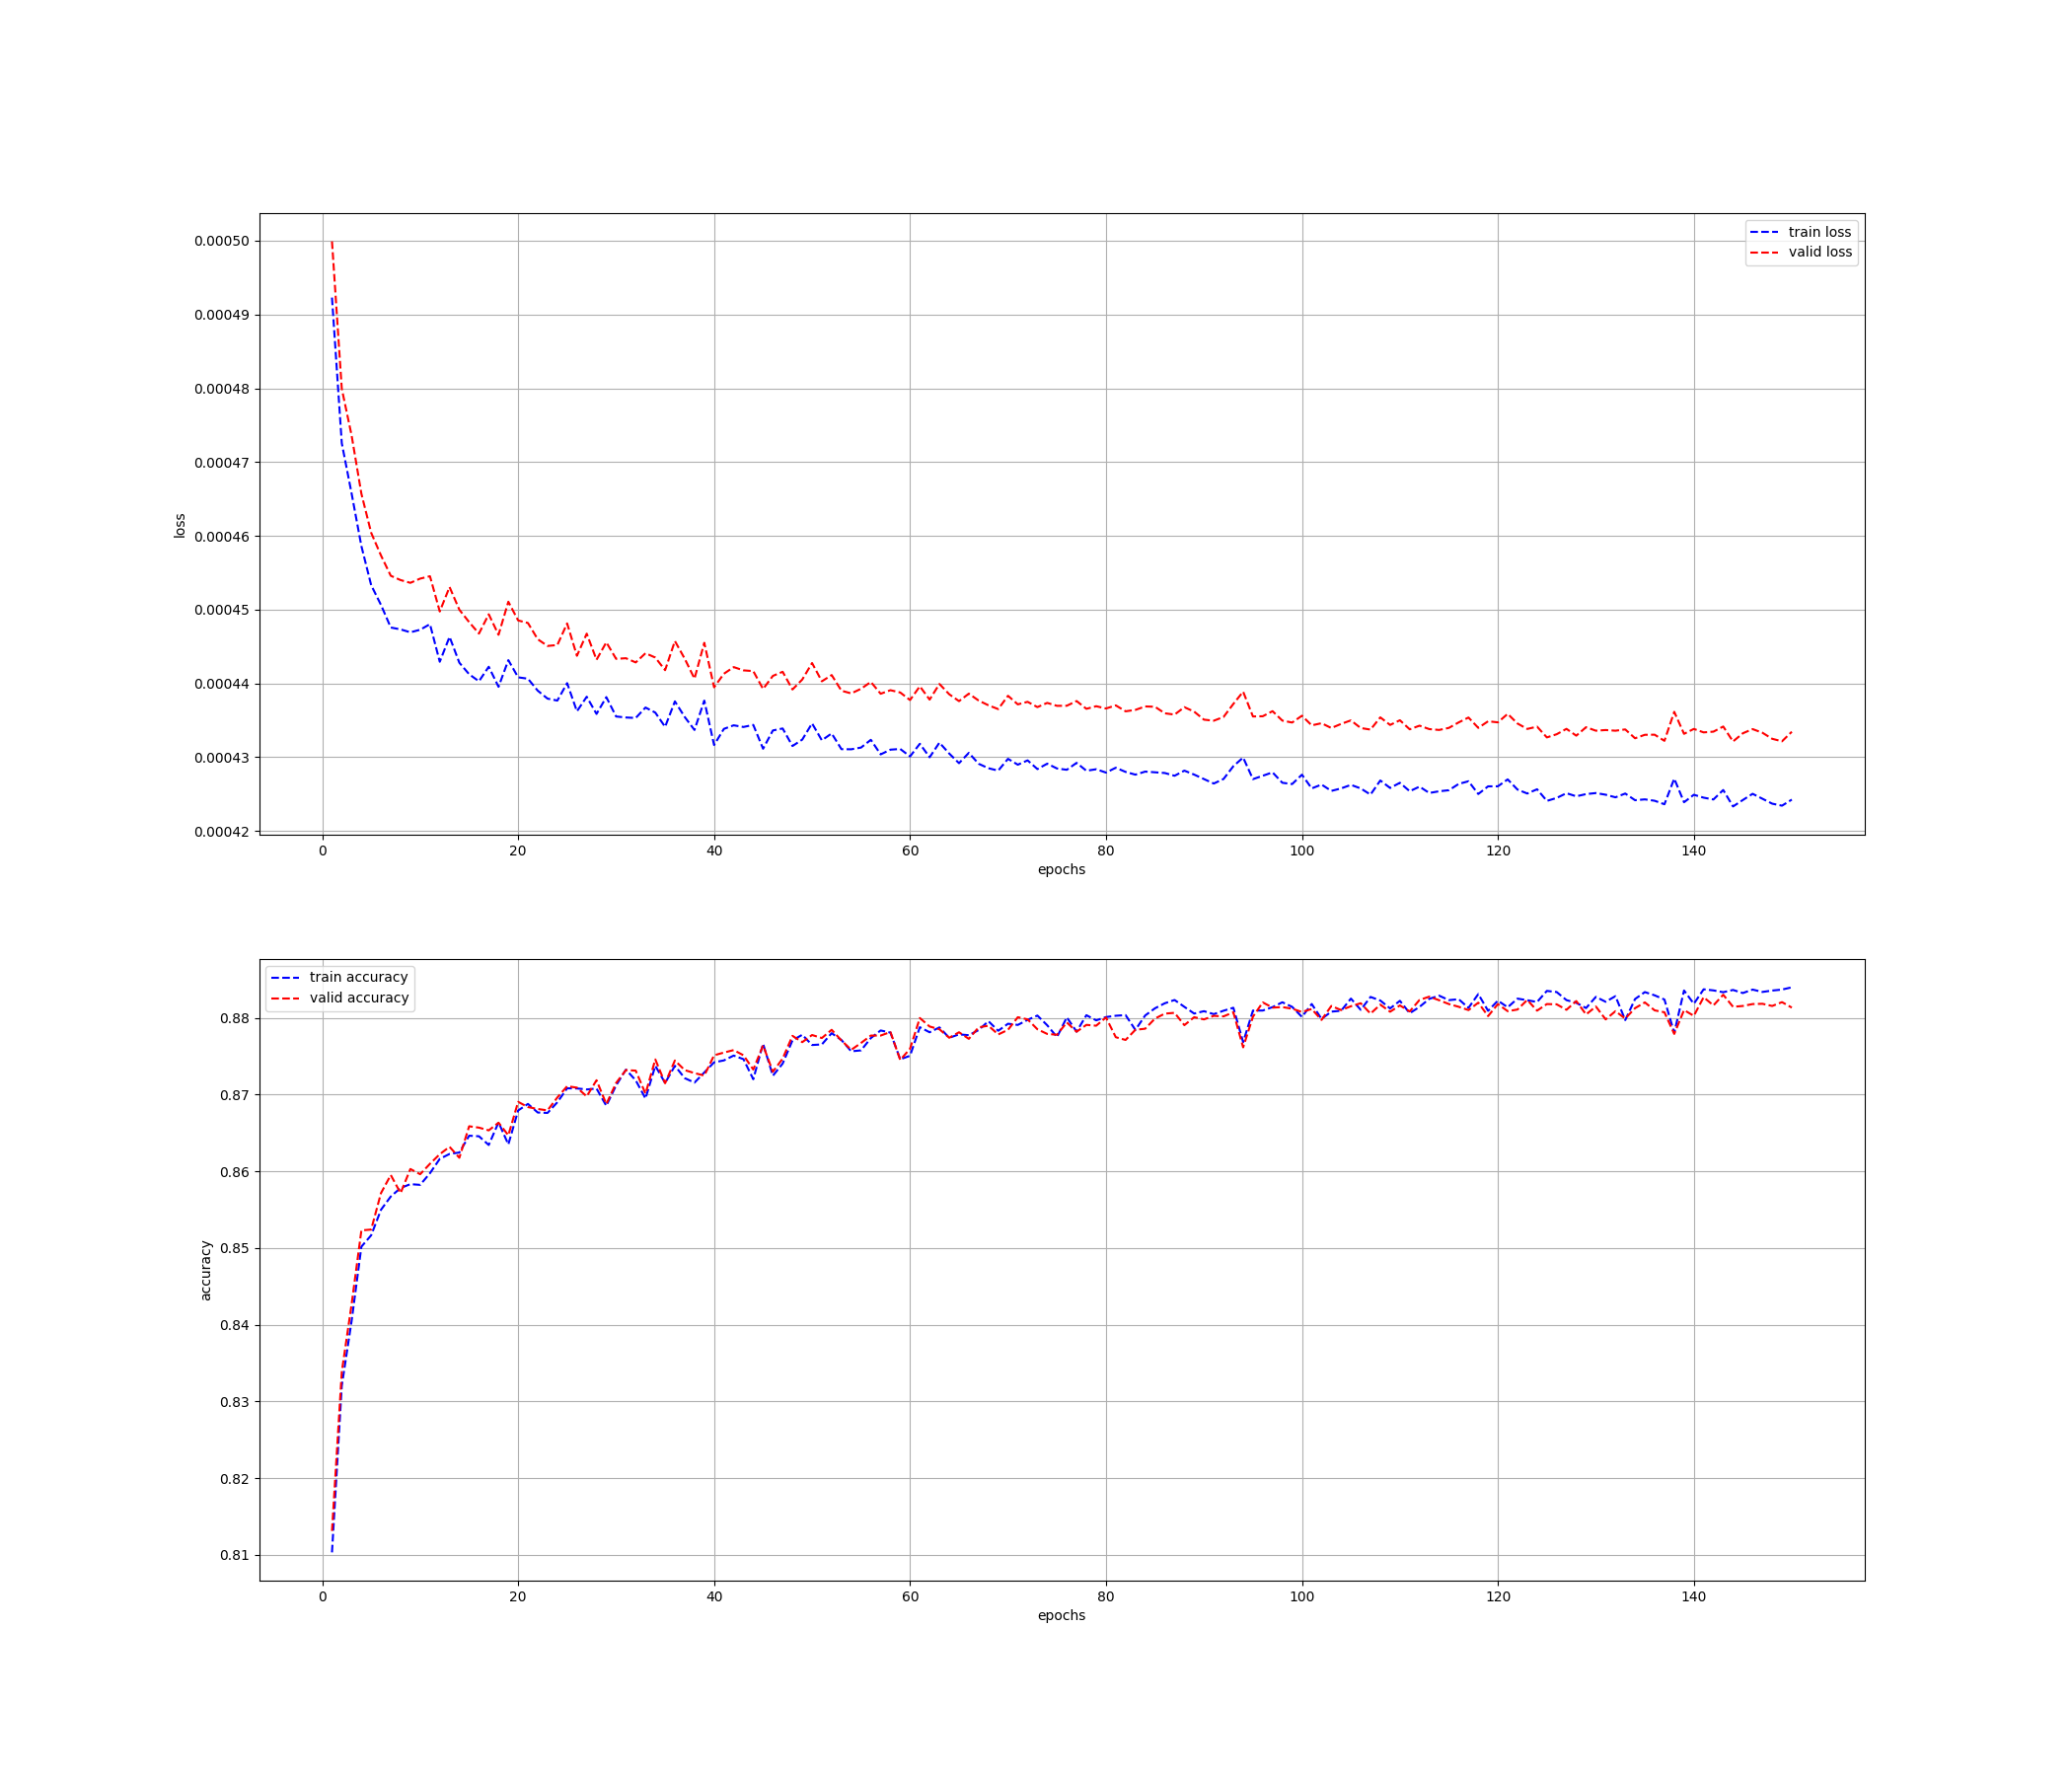 train loss
valid loss
0.00050
0.00049
0.00048
0.00047
0.00046
0.00045
0.00044
0.00043
0.00042
loss
0 20 40 60 80 100 120 140
epochs
train accuracy
valid accuracy
0.88
0.87
0.86
0.85
0.84
0.83
0.82
0.81
accuracy
0 20 40 60 80 100 120 140
epochs